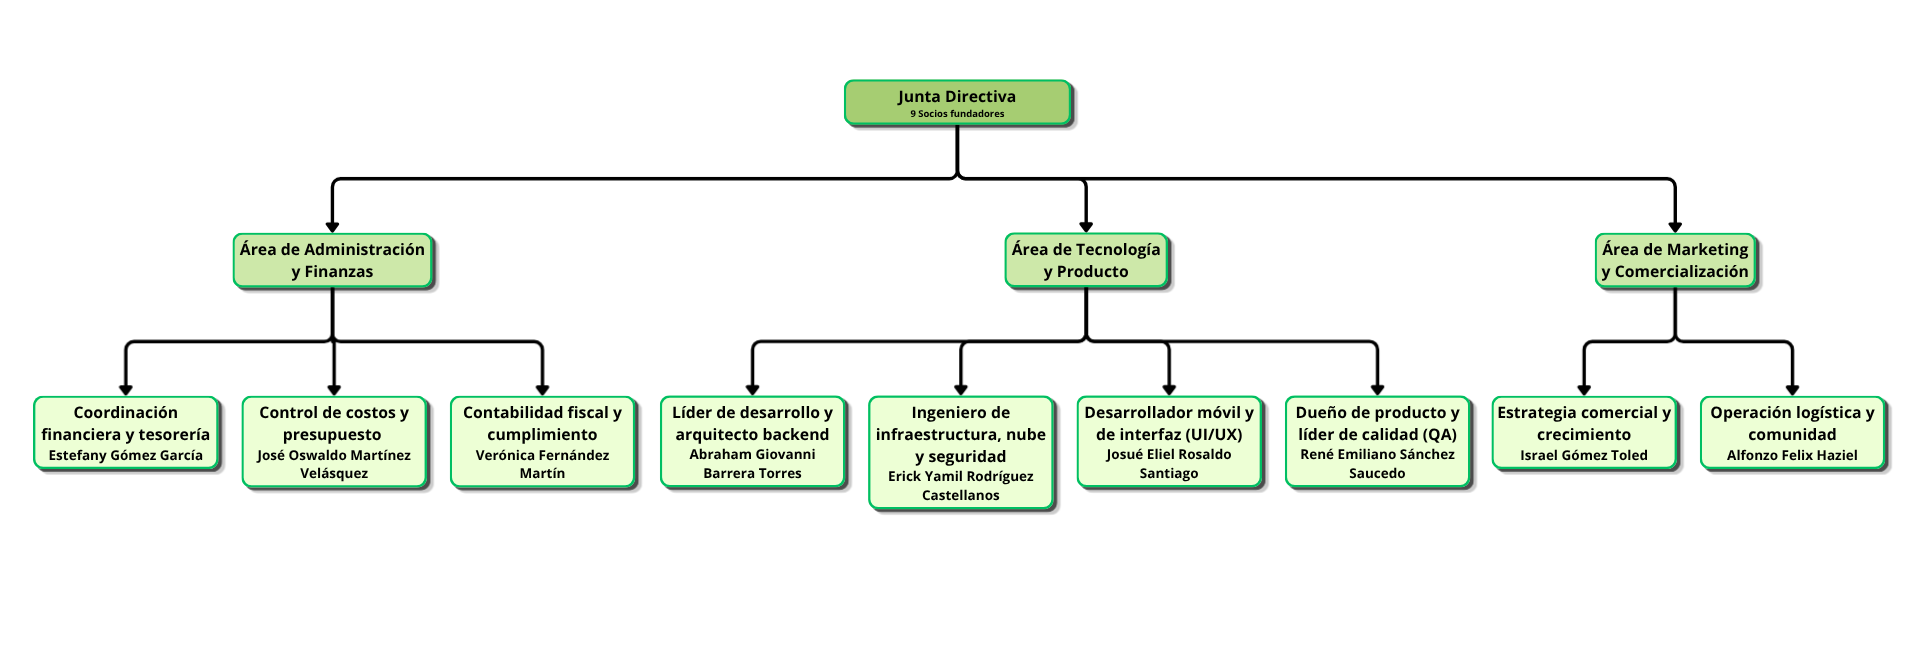 Junta Directiva
9 Socios fundadores
Área de Administración
y Finanzas
Área de Tecnología
y Producto
Área de Marketing
y Comercialización
Coordinación
financiera y tesorería
Estefany Gómez García
Control de costos y
presupuesto
José Oswaldo Martínez
Velásquez
Contabilidad fiscal y
cumplimiento
Verónica Fernández
Martín
Líder de desarrollo y
arquitecto backend
Abraham Giovanni
Barrera Torres
Ingeniero de
infraestructura, nube
y seguridad
Erick Yamil Rodríguez
Castellanos
Desarrollador móvil y
de interfaz (UI/UX)
Josué Eliel Rosaldo
Santiago
Dueño de producto y
líder de calidad (QA)
René Emiliano Sánchez
Saucedo
Estrategia comercial y
crecimiento
Israel Gómez Toled
Operación logística y
comunidad
Alfonzo Felix Haziel